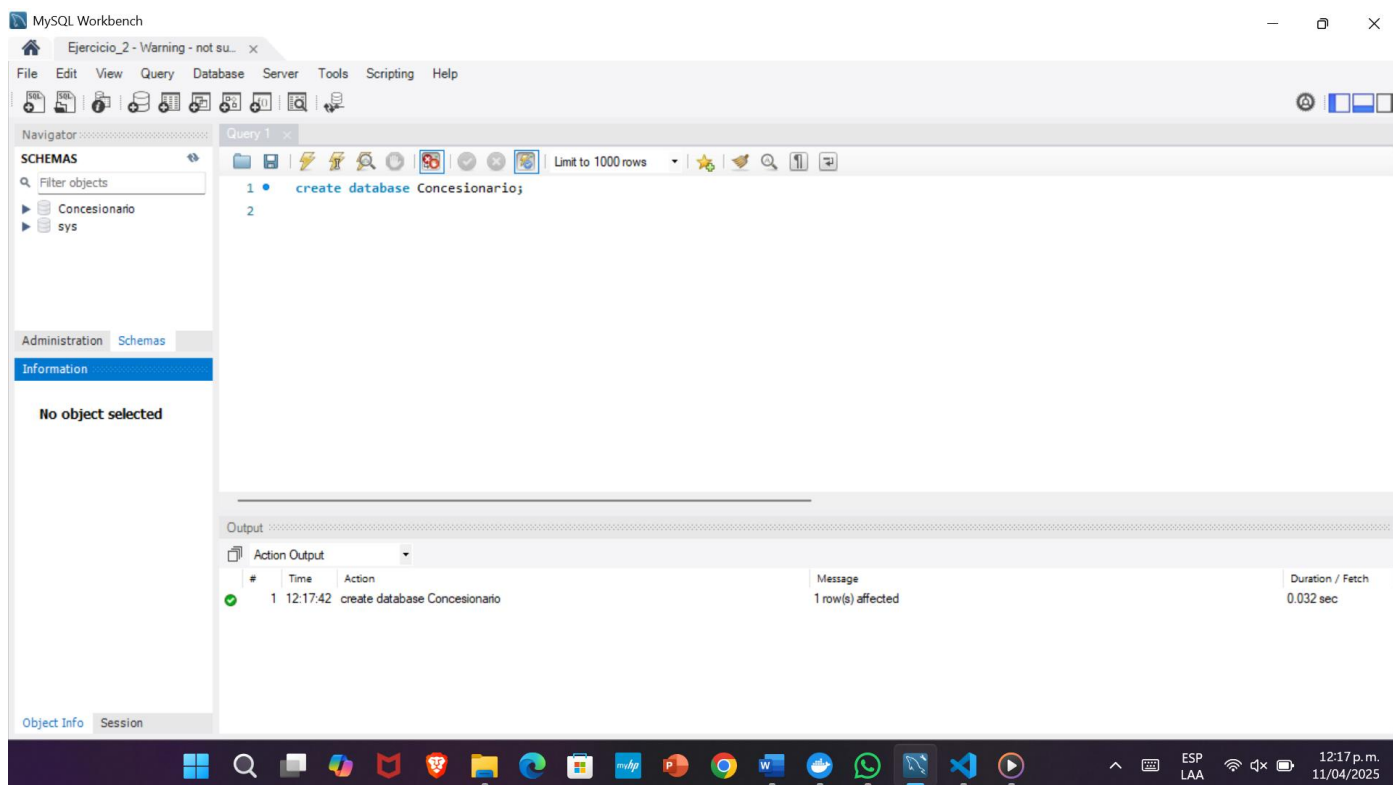 MySQL Workbench
Ejercicio_2 - Warning - not su...
File Edit View Query Database Server Tools Scripting Help
Navigator
Query 1
SCHEMAS
Limit to 1000 rows
Filter objects
1 create database Concesionario;
2
Concesionario
sys
Administration Schemas
Information
No object selected
Output
Action Output
# Time Action Message Duration / Fetch
1 12:17:42 create database Concesionario 1 row(s) affected 0.032 sec
Object Info Session
myhp
ESP
LAA
12:17 p. m.
11/04/2025